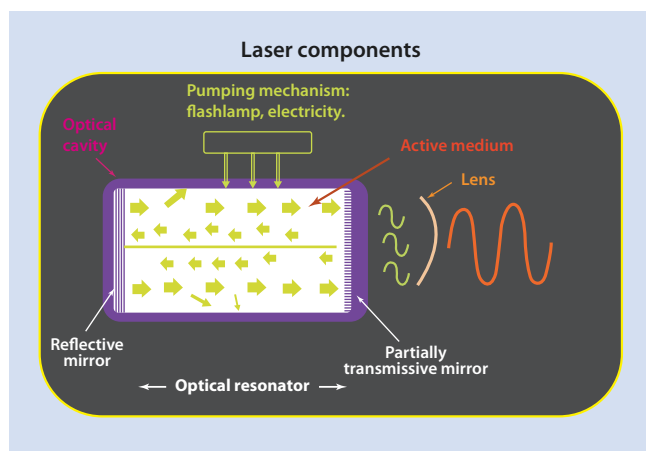 Laser components
Pumping mechanism:
flashlamp, electricity.
Optical
cavity
Active medium
Lens
Reflective
mirror
Partially
transmissive mirror
Optical resonator